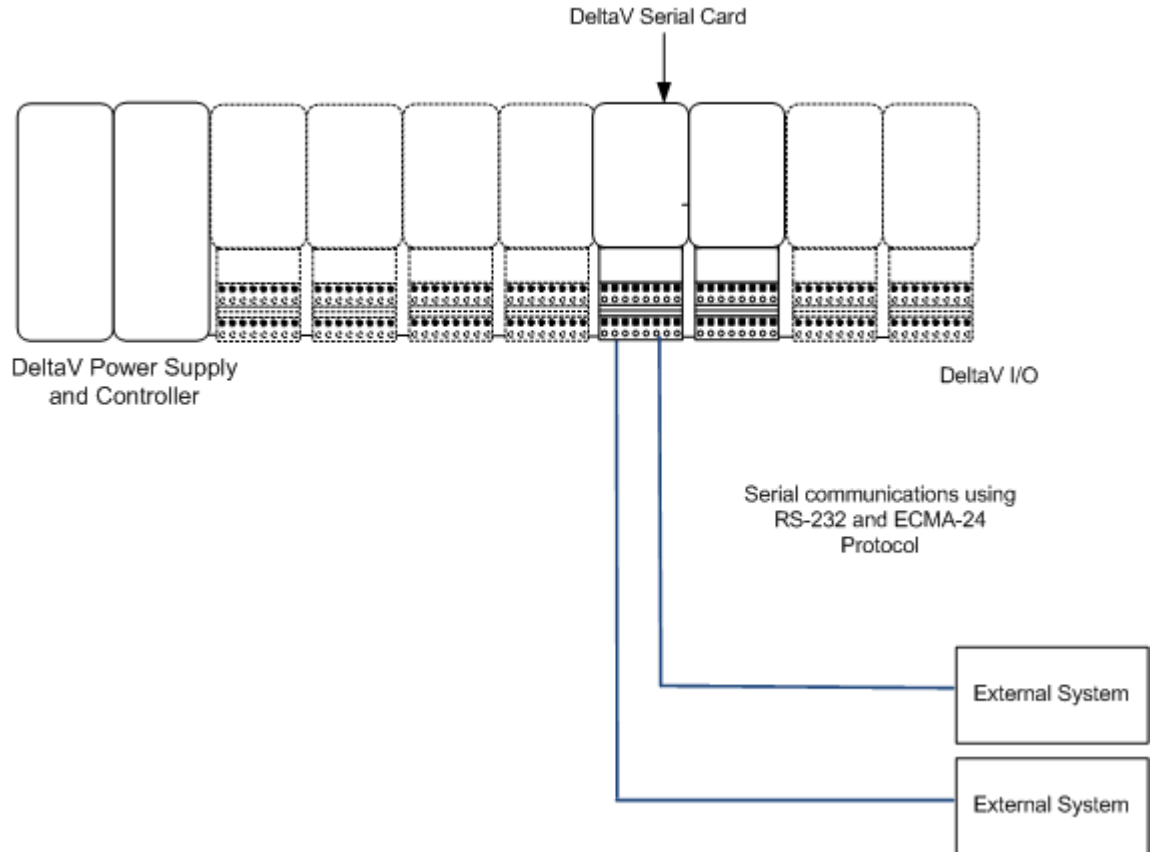 DeltaV Serial Card
DeltaV Power Supply
and Controller
DeltaV I/O
Serial communications using
RS-232 and ECMA-24
Protocol
External System
External System